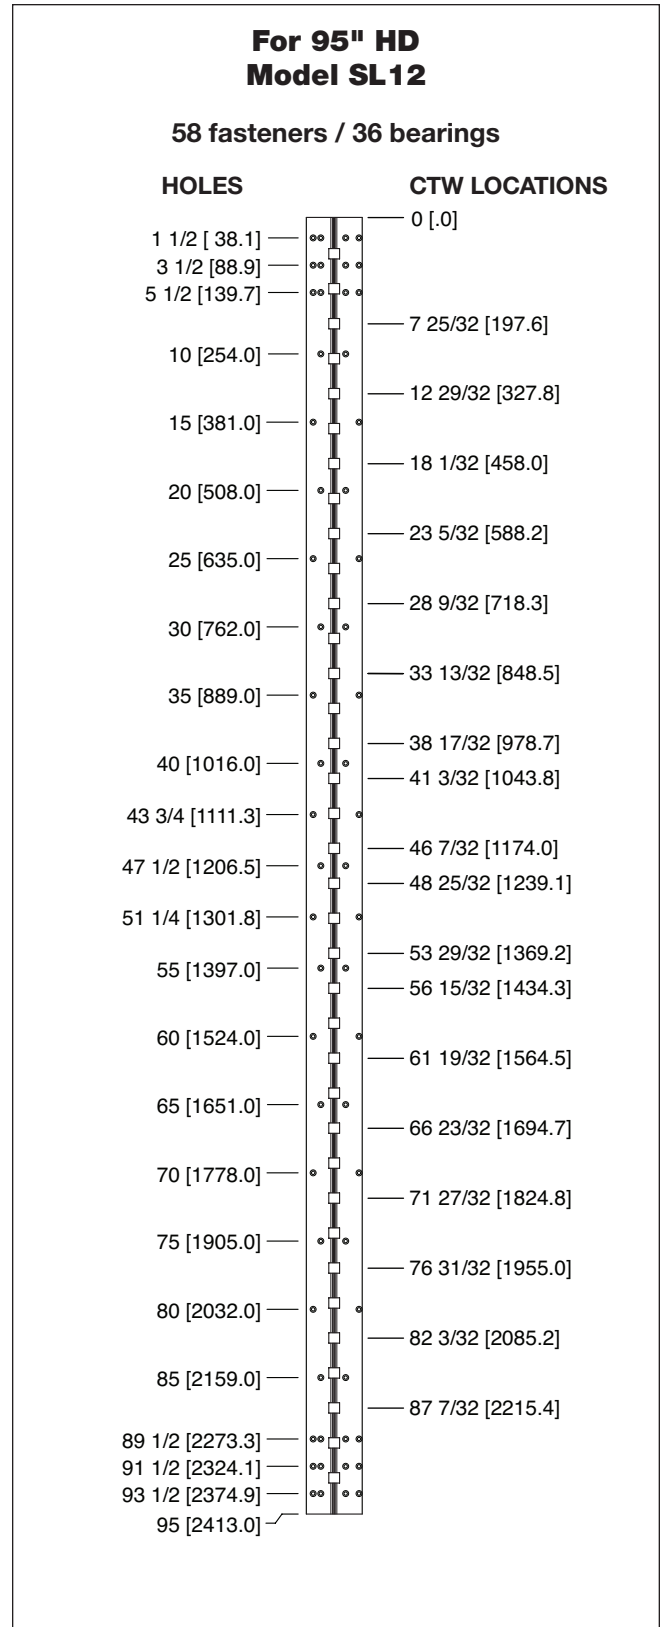 For 95" HD
Model SL12
58 fasteners / 36 bearings
HOLES
CTW LOCATIONS
0 [.0]
1 1/2 [ 38.1]
3 1/2 [88.9]
5 1/2 [139.7]
7 25/32 [197.6]
10 [254.0]
12 29/32 [327.8]
15 [381.0]
18 1/32 [458.0]
20 [508.0]
23 5/32 [588.2]
25 [635.0]
28 9/32 [718.3]
30 [762.0]
33 13/32 [848.5]
35 [889.0]
38 17/32 [978.7]
40 [1016.0]
41 3/32 [1043.8]
43 3/4 [1111.3]
46 7/32 [1174.0]
47 1/2 [1206.5]
48 25/32 [1239.1]
51 1/4 [1301.8]
53 29/32 [1369.2]
55 [1397.0]
56 15/32 [1434.3]
60 [1524.0]
61 19/32 [1564.5]
65 [1651.0]
66 23/32 [1694.7]
70 [1778.0]
71 27/32 [1824.8]
75 [1905.0]
76 31/32 [1955.0]
80 [2032.0]
82 3/32 [2085.2]
85 [2159.0]
87 7/32 [2215.4]
89 1/2 [2273.3]
91 1/2 [2324.1]
93 1/2 [2374.9]
95 [2413.0]